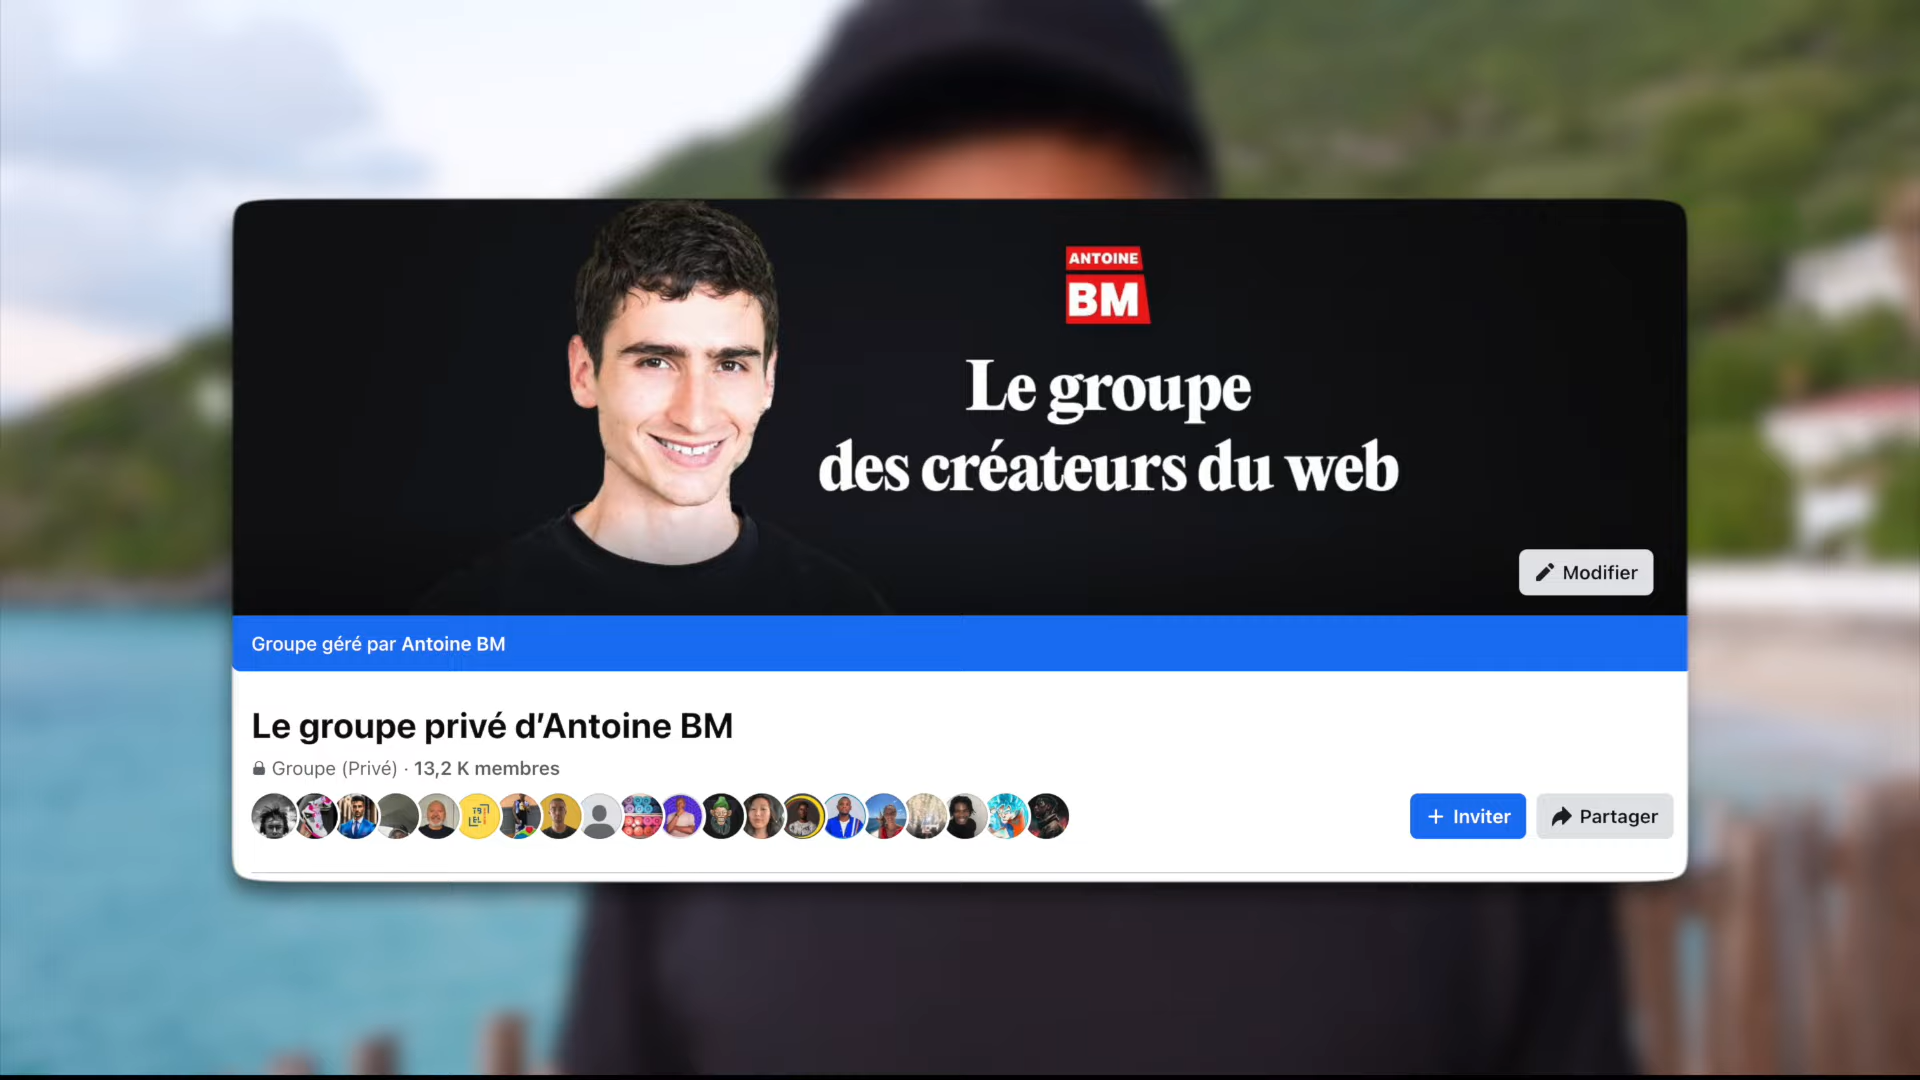 ANTOINE
BM
Le groupe
des créateurs du web
Modifier
Groupe géré par Antoine BM
Le groupe privé d’Antoine BM
Groupe (Privé) · 13,2 K membres
+ Inviter
Partager